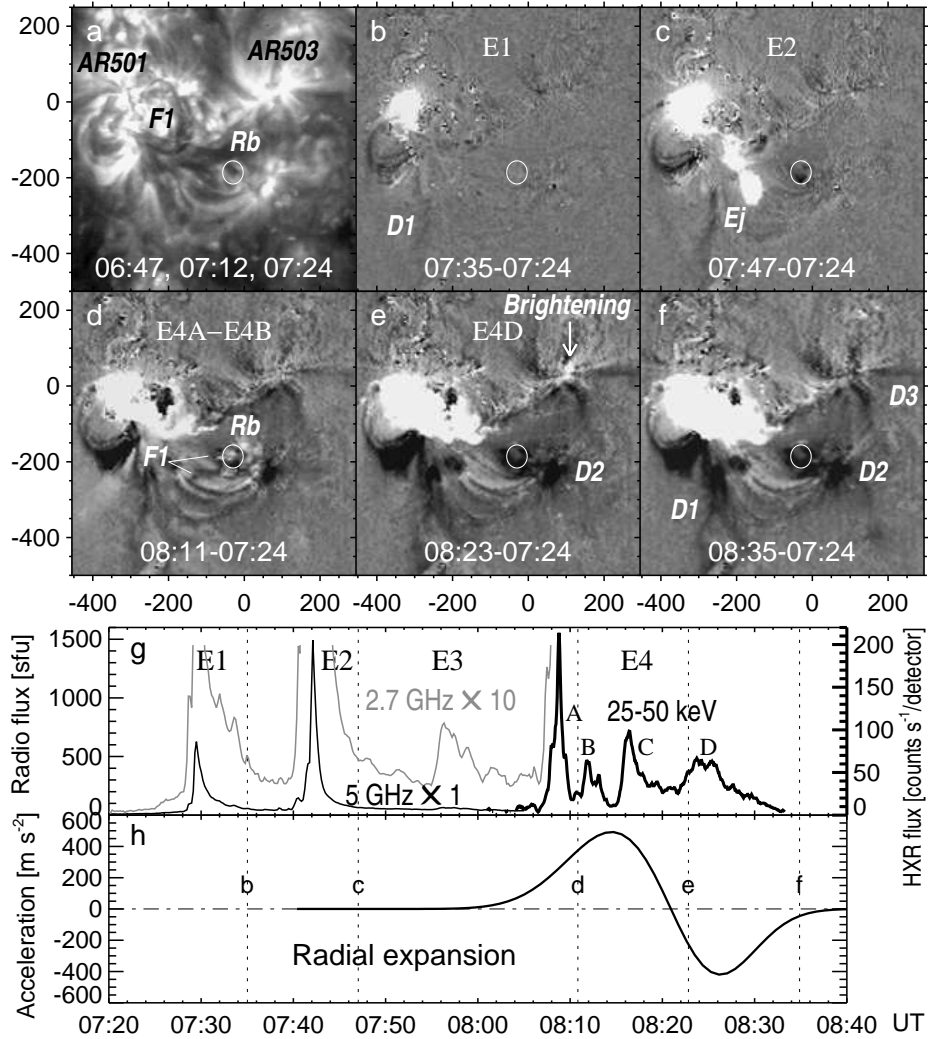 a
AR501
AR503
F1
Rb
06:47, 07:12, 07:24
b
E1
D1
07:35-07:24
c
E2
Ej
07:47-07:24
200
0
-200
-400
d
E4A-E4B
Rb
F1
08:11-07:24
e
E4D
Brightening
D2
08:23-07:24
f
D3
D2
D1
08:35-07:24
200
0
-200
-400
-400 -200 0 200 -400 -200 0 200 -400 -200 0 200
g
E1
E2
E3
E4
2.7 GHz × 10
5 GHz × 1
25-50 keV
A
B
C
D
Radio flux [sfu]
1500
1000
500
0
HXR flux [counts s⁻¹/detector]
200
150
100
50
0
h
b
c
d
e
f
Radial expansion
Acceleration [m s⁻²]
600
400
200
0
-200
-400
-600
07:20 07:30 07:40 07:50 08:00 08:10 08:20 08:30 08:40 UT